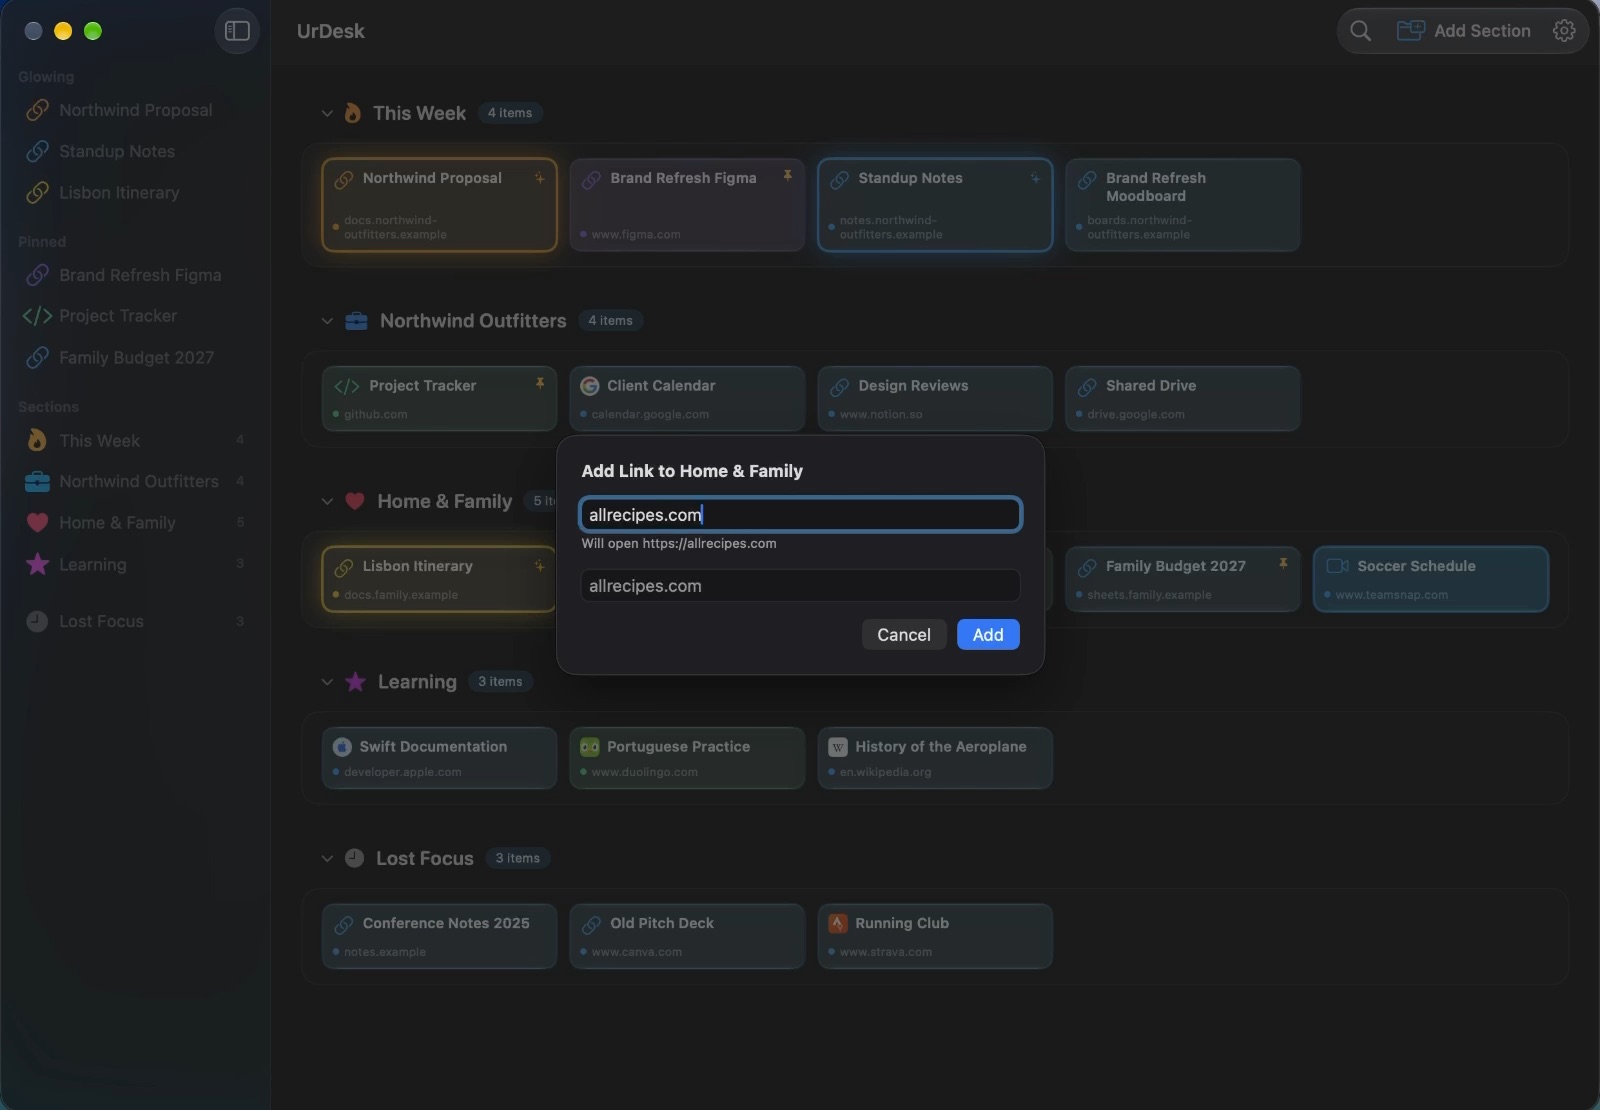 UrDesk
Add Section
Glowing
Northwind Proposal
Standup Notes
Lisbon Itinerary
Pinned
Brand Refresh Figma
Project Tracker
Family Budget 2027
Sections
This Week 4
Northwind Outfitters 4
Home & Family 5
Learning 3
Lost Focus 3
This Week 4 items
Northwind Proposal
docs.northwind-
outfitters.example
Brand Refresh Figma
www.figma.com
Standup Notes
notes.northwind-
outfitters.example
Brand Refresh
Moodboard
boards.northwind-
outfitters.example
Northwind Outfitters 4 items
Project Tracker
github.com
Client Calendar
calendar.google.com
Design Reviews
www.notion.so
Shared Drive
drive.google.com
Home & Family 5
Lisbon Itinerary
docs.family.example
Family Budget 2027
sheets.family.example
Soccer Schedule
www.teamsnap.com
Add Link to Home & Family
allrecipes.com
Will open https://allrecipes.com
allrecipes.com
Cancel
Add
Learning 3 items
Swift Documentation
developer.apple.com
Portuguese Practice
www.duolingo.com
W
History of the Aeroplane
en.wikipedia.org
Lost Focus 3 items
Conference Notes 2025
notes.example
Old Pitch Deck
www.canva.com
Running Club
www.strava.com